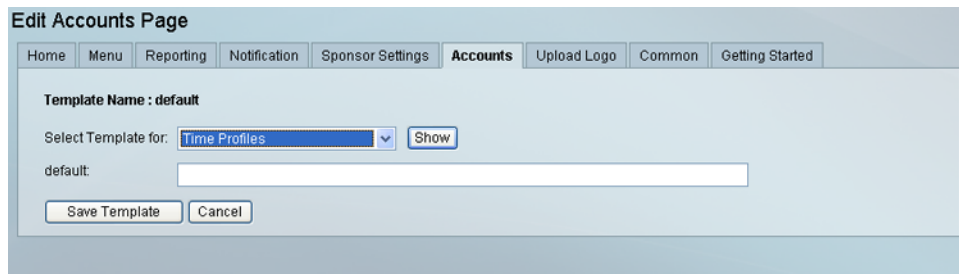 Edit Accounts Page
Home Menu Reporting Notification Sponsor Settings Accounts Upload Logo Common Getting Started
Template Name : default
Select Template for: Time Profiles Show
default:
Save Template Cancel